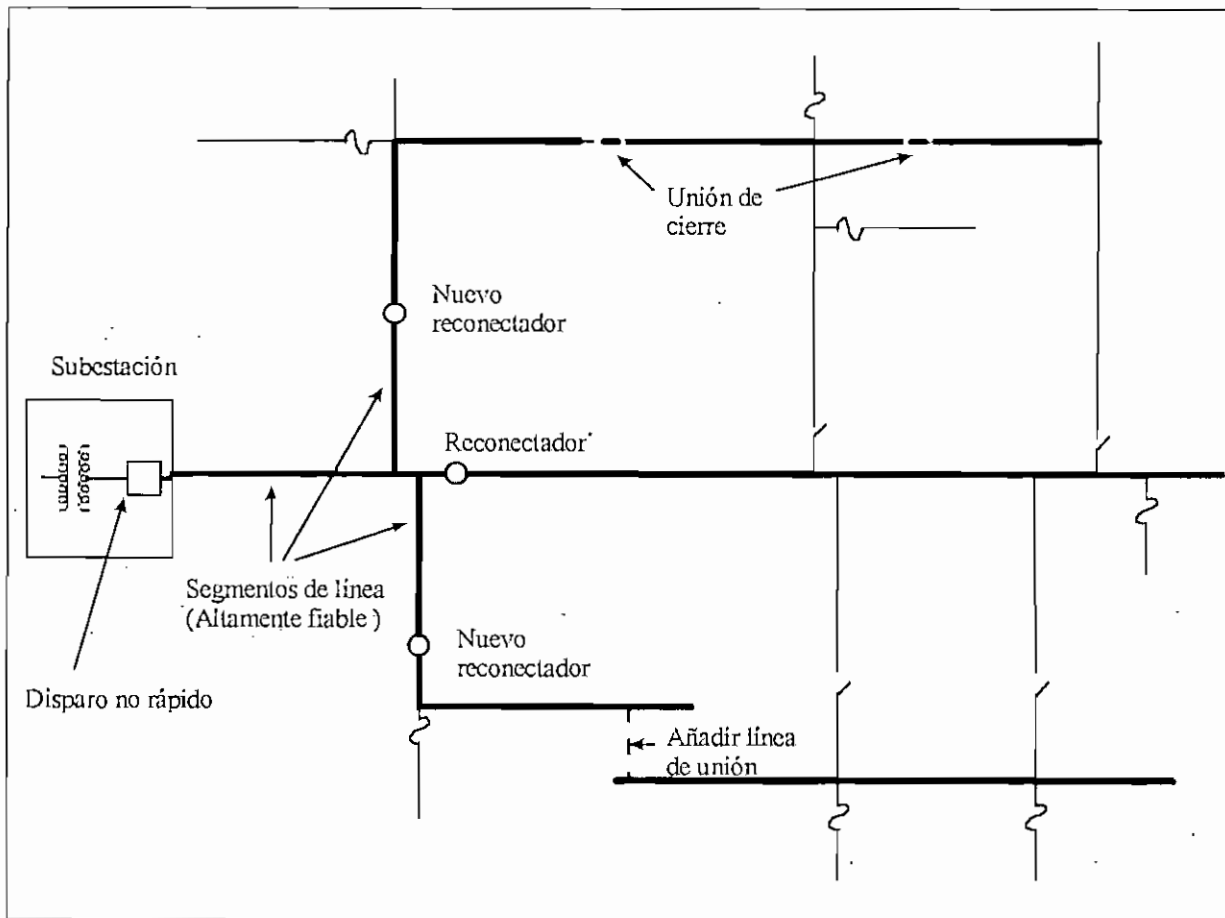 Unión de
cierre
Nuevo
reconectador
Subestación
Reconectador
Segmentos de línea
(Altamente fiable)
Nuevo
reconectador
Disparo no rápido
Añadir línea
de unión